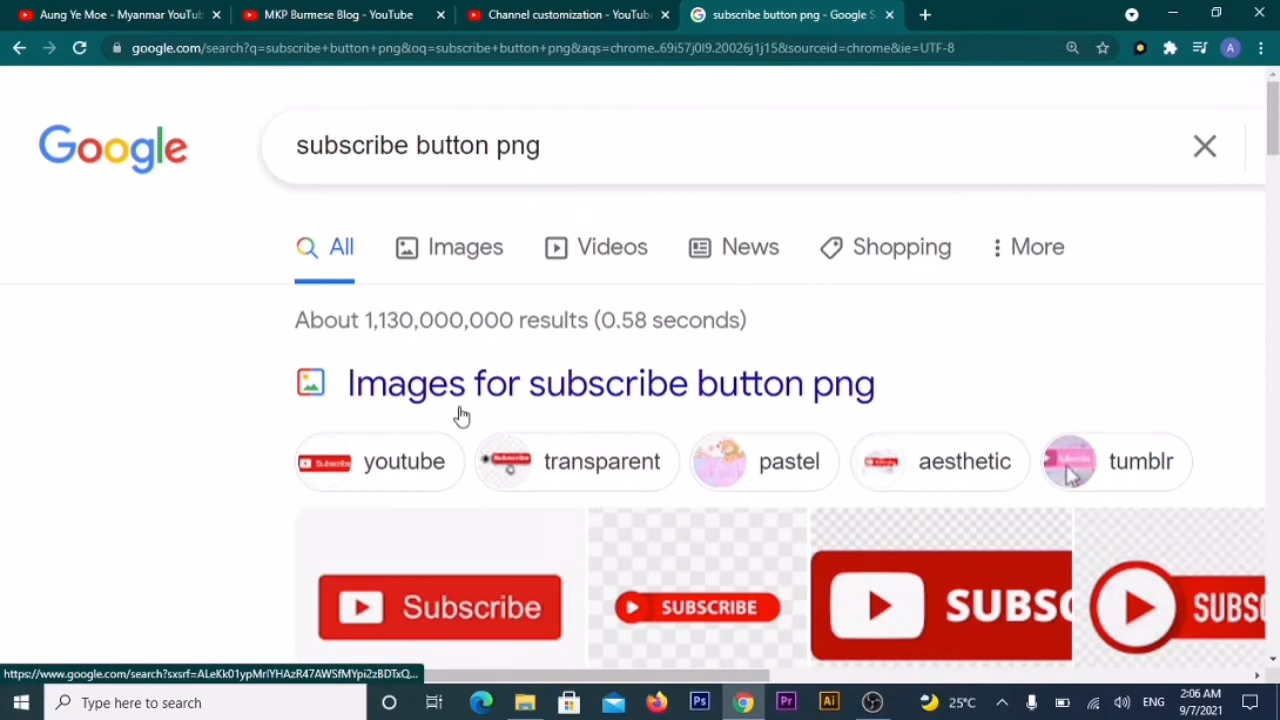 Aung Ye Moe - Myanmar YouTub
MKP Burmese Blog - YouTube
Channel customization - YouTube
subscribe button png - Google S
google.com/search?q=subscribe+button+png&oq=subscribe+button+png&aqs=chrome..69i57j0l9.20026j1j15&sourceid=chrome&ie=UTF-8
A
Google
subscribe button png
All
Images
Videos
News
Shopping
More
About 1,130,000,000 results (0.58 seconds)
Images for subscribe button png
youtube
transparent
pastel
aesthetic
tumblr
Subscribe
SUBSCRIBE
SUBSC
SUBS
Type here to search
Ps
Pr
Ai
25°C
ENG
2:06 AM
9/7/2021